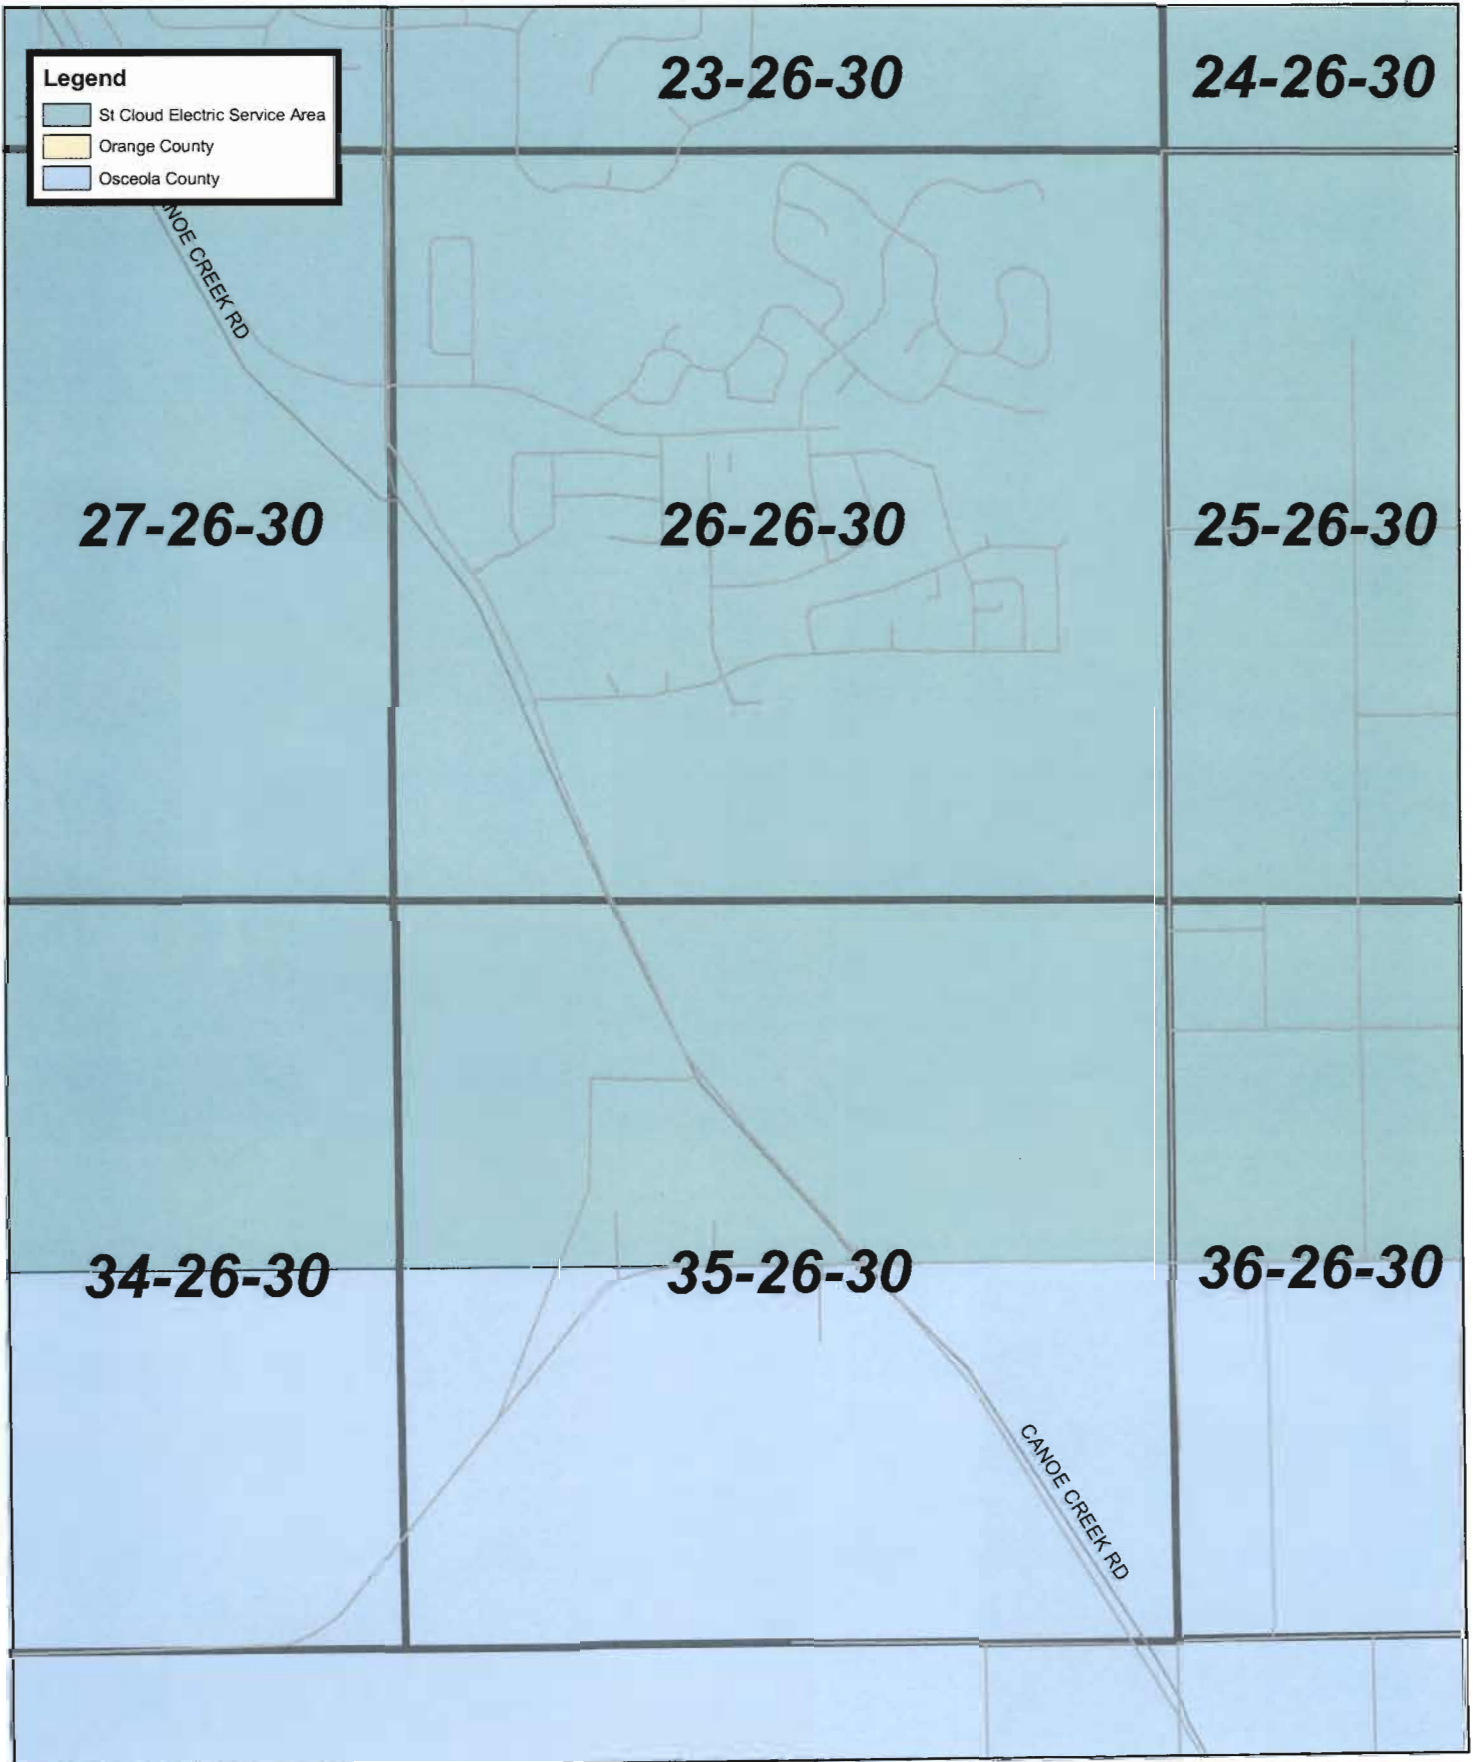 Legend
St Cloud Electric Service Area
Orange County
Osceola County
23-26-30
24-26-30
NOE CREEK RD
27-26-30
26-26-30
25-26-30
34-26-30
35-26-30
36-26-30
CANOE CREEK RD